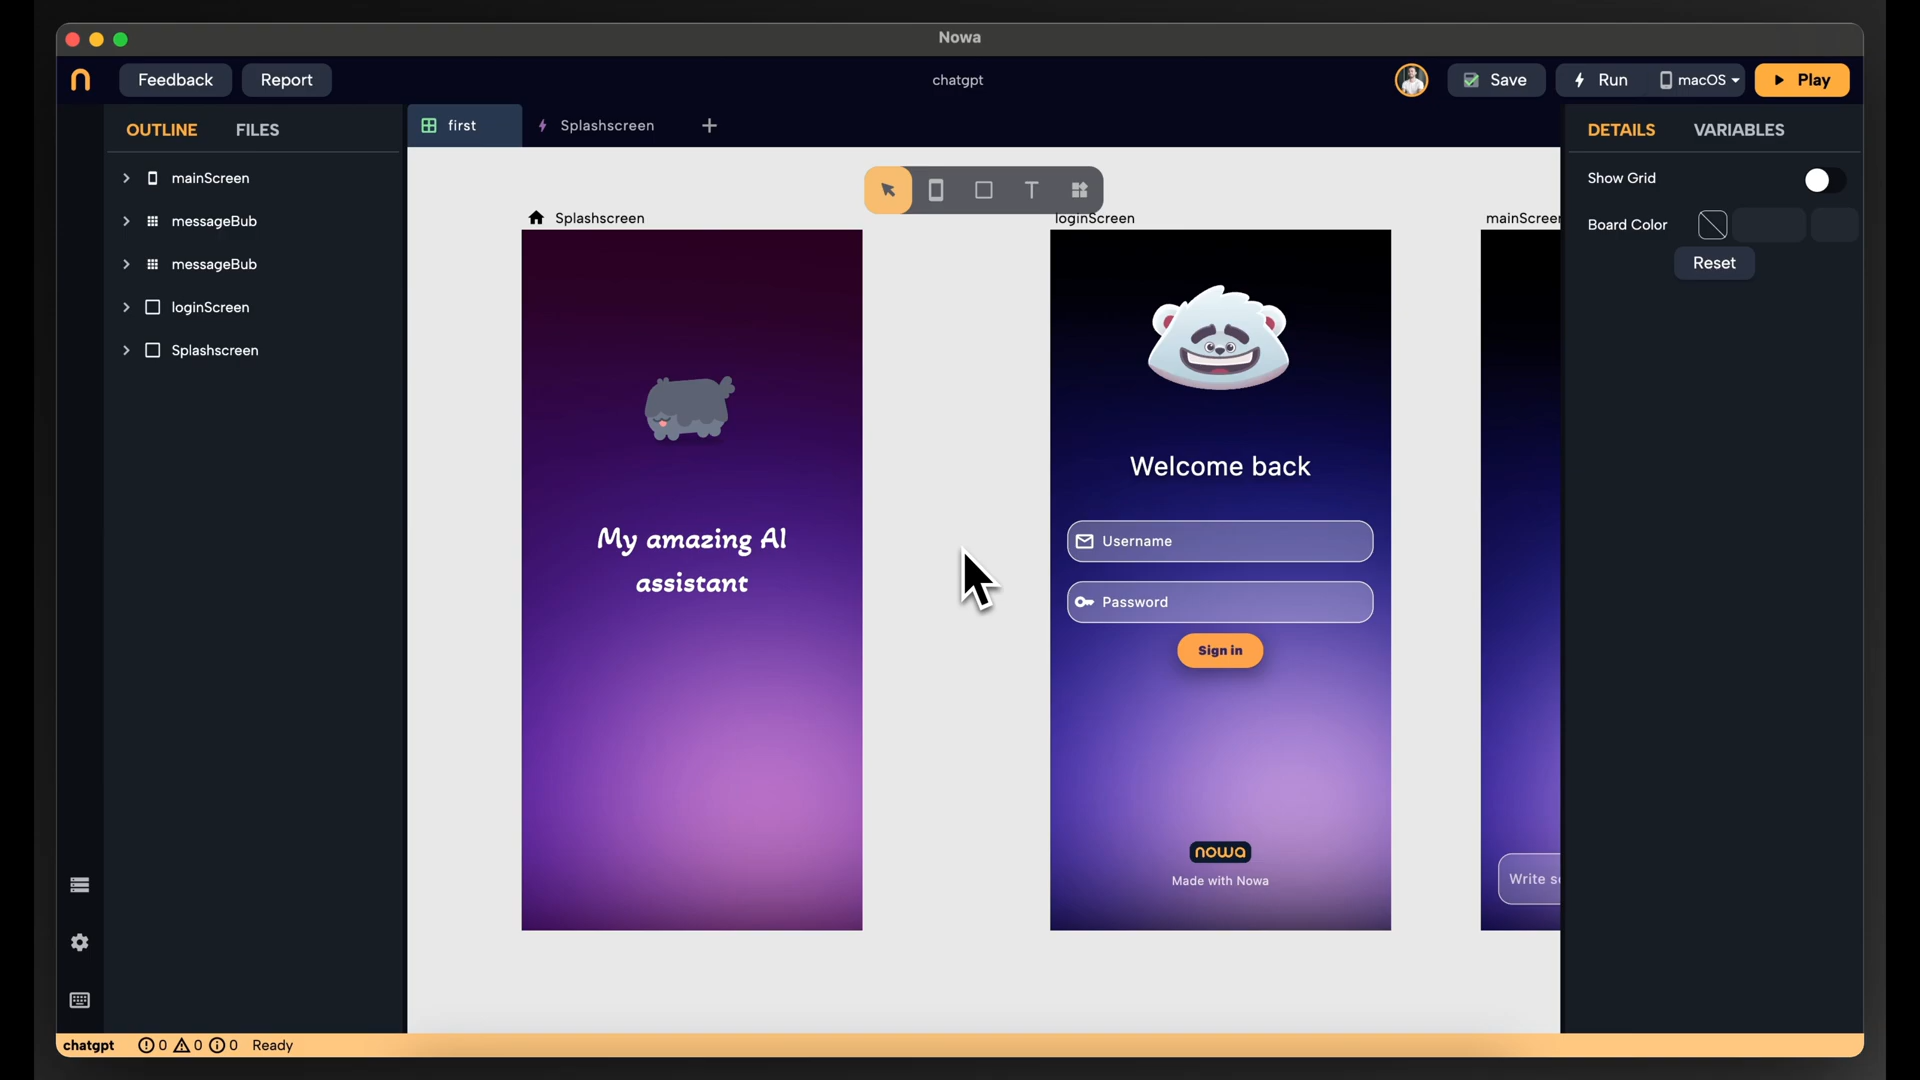 Nowa
Feedback
Report
chatgpt
Save
Run
macOS
Play
OUTLINE
FILES
first
Splashscreen
DETAILS
VARIABLES
mainScreen
messageBub
messageBub
loginScreen
Splashscreen
Show Grid
Board Color
Reset
Splashscreen
loginScreen
mainScreen
My amazing AI
assistant
Welcome back
Username
Password
Sign in
nowa
Made with Nowa
Write so
chatgpt
0
0
0
Ready